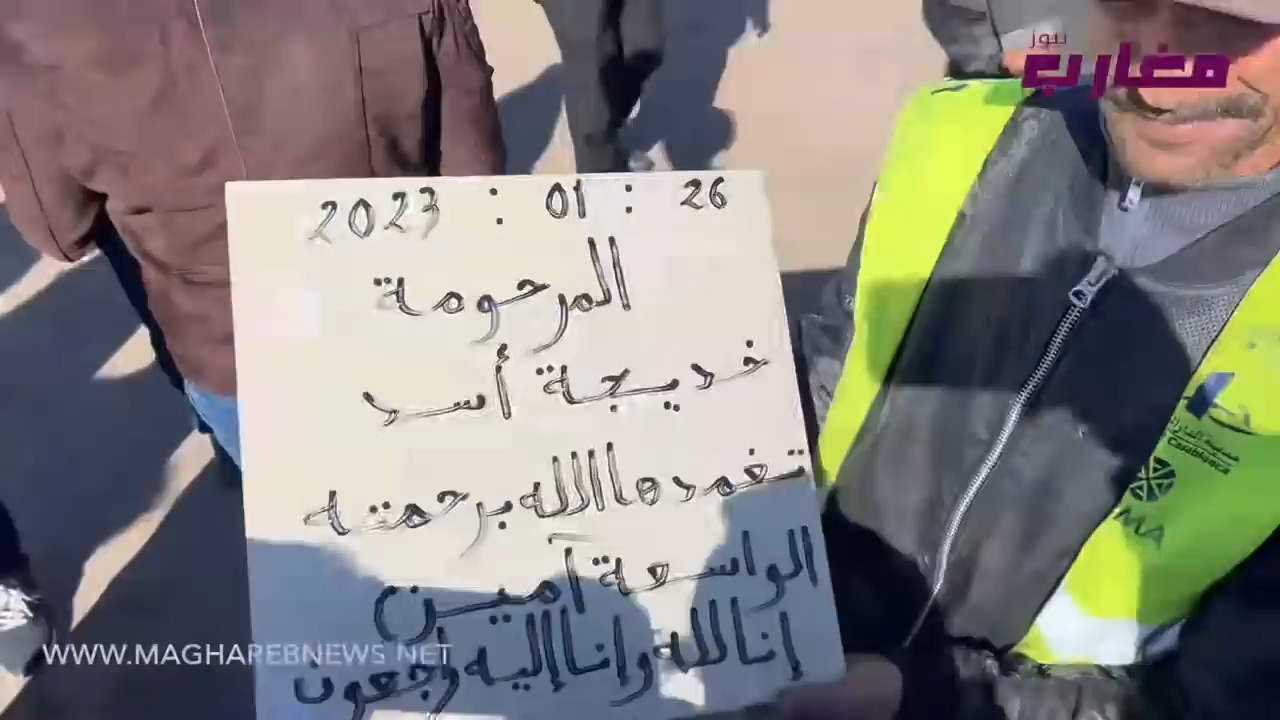 نيوز
مغارب
2023 : 01 : 26
المرحومة
خديجة أسد
تغمدها الله برحمته
الواسعة آمين
إنا لله وإنا إليه راجعون
Casablanca
WWW.MAGHAREBNEWS.NET